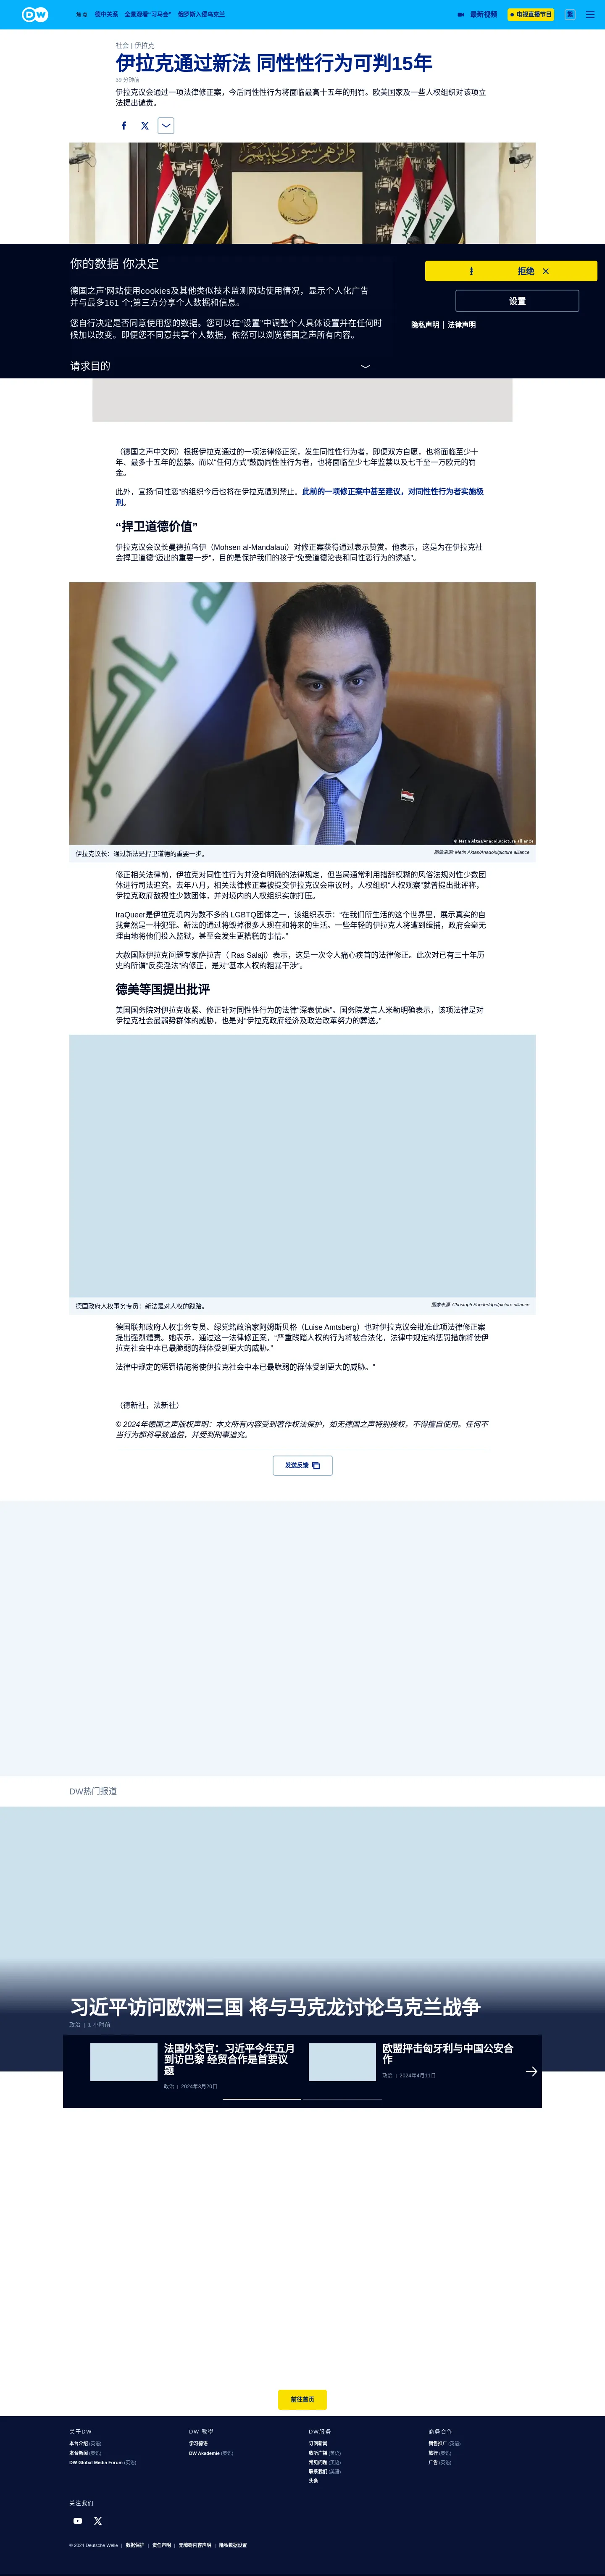 DW
焦点 德中关系 全景观看“习马会” 俄罗斯入侵乌克兰
最新视频
电视直播节目
繁
社会 | 伊拉克
伊拉克通过新法 同性性行为可判15年
39 分钟前
伊拉克议会通过一项法律修正案，今后同性性行为将面临最高十五年的刑罚。欧美国家及一些人权组织对该项立
法提出谴责。
你的数据 你决定
德国之声'网站使用cookies及其他类似技术监测网站使用情况，显示个人化广告
并与最多161 个;第三方分享个人数据和信息。
您自行决定是否同意使用您的数据。您可以在“设置”中调整个人具体设置并在任何时
候加以改变。即便您不同意共享个人数据，依然可以浏览德国之声所有内容。
请求目的
拒绝
设置
隐私声明 | 法律声明
（德国之声中文网）根据伊拉克通过的一项法律修正案，发生同性性行为者，即便双方自愿，也将面临至少十
年、最多十五年的监禁。而以“任何方式”鼓励同性性行为者，也将面临至少七年监禁以及七千至一万欧元的罚
金。
此外，宣扬“同性恋”的组织今后也将在伊拉克遭到禁止。此前的一项修正案中甚至建议，对同性性行为者实施极
刑。
“捍卫道德价值”
伊拉克议会议长曼德拉乌伊（Mohsen al-Mandalaui）对修正案获得通过表示赞赏。他表示，这是为在伊拉克社
会捍卫道德“迈出的重要一步”，目的是保护我们的孩子“免受道德沦丧和同性恋行为的诱惑”。
© Metin Aktas/Anadolu/picture alliance
伊拉克议长：通过新法是捍卫道德的重要一步。
图像来源: Metin Aktas/Anadolu/picture alliance
修正相关法律前，伊拉克对同性性行为并没有明确的法律规定，但当局通常利用措辞模糊的风俗法规对性少数团
体进行司法追究。去年八月，相关法律修正案被提交伊拉克议会审议时，人权组织“人权观察”就曾提出批评称，
伊拉克政府敌视性少数团体，并对境内的人权组织实施打压。
IraQueer是伊拉克境内为数不多的 LGBTQ团体之一，该组织表示：“在我们所生活的这个世界里，展示真实的自
我竟然是一种犯罪。新法的通过将毁掉很多人现在和将来的生活。一些年轻的伊拉克人将遭到缉捕，政府会毫无
理由地将他们投入监狱，甚至会发生更糟糕的事情。”
大赦国际伊拉克问题专家萨拉吉（ Ras Salaji）表示，这是一次令人痛心疾首的法律修正。此次对已有三十年历
史的所谓“反卖淫法”的修正，是对“基本人权的粗暴干涉”。
德美等国提出批评
美国国务院对伊拉克收紧、修正针对同性性行为的法律“深表忧虑”。国务院发言人米勒明确表示，该项法律是对
伊拉克社会最弱势群体的威胁，也是对“伊拉克政府经济及政治改革努力的葬送。”
德国政府人权事务专员：新法是对人权的践踏。
图像来源: Christoph Soeder/dpa/picture alliance
德国联邦政府人权事务专员、绿党籍政治家阿姆斯贝格（Luise Amtsberg）也对伊拉克议会批准此项法律修正案
提出强烈谴责。她表示，通过这一法律修正案，“严重践踏人权的行为将被合法化，法律中规定的惩罚措施将使伊
拉克社会中本已最脆弱的群体受到更大的威胁。”
法律中规定的惩罚措施将使伊拉克社会中本已最脆弱的群体受到更大的威胁。“
（德新社，法新社）
© 2024年德国之声版权声明：本文所有内容受到著作权法保护，如无德国之声特别授权，不得擅自使用。任何不
当行为都将导致追偿，并受到刑事追究。
发送反馈
DW热门报道
习近平访问欧洲三国 将与马克龙讨论乌克兰战争
政治 | 1 小时前
法国外交官：习近平今年五月
到访巴黎 经贸合作是首要议
题
政治 | 2024年3月20日
欧盟抨击匈牙利与中国公安合
作
政治 | 2024年4月11日
前往首页
关于DW
本台介绍 (英语)
本台新闻 (英语)
DW Global Media Forum (英语)
DW 教學
学习德语
DW Akademie (英语)
DW服务
订阅新闻
收听广播 (英语)
常见问题 (英语)
联系我们 (英语)
头条
商务合作
销售推广 (英语)
旅行 (英语)
广告 (英语)
关注我们
© 2024 Deutsche Welle | 数据保护 | 责任声明 | 无障碍内容声明 | 隐私数据设置